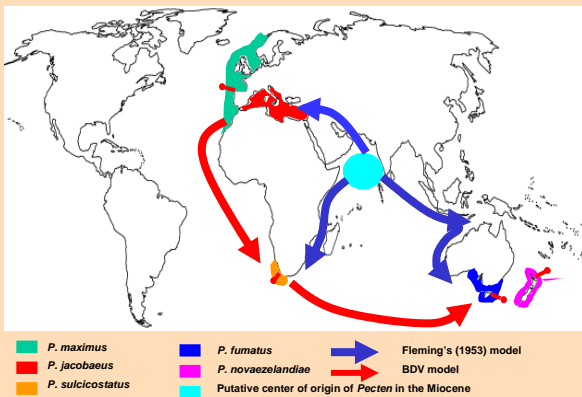 P. maximus
P. jacobaeus
P. sulcicostatus
P. fumatus
P. novaezelandiae
Fleming's (1953) model
BDV model
Putative center of origin of Pecten in the Miocene